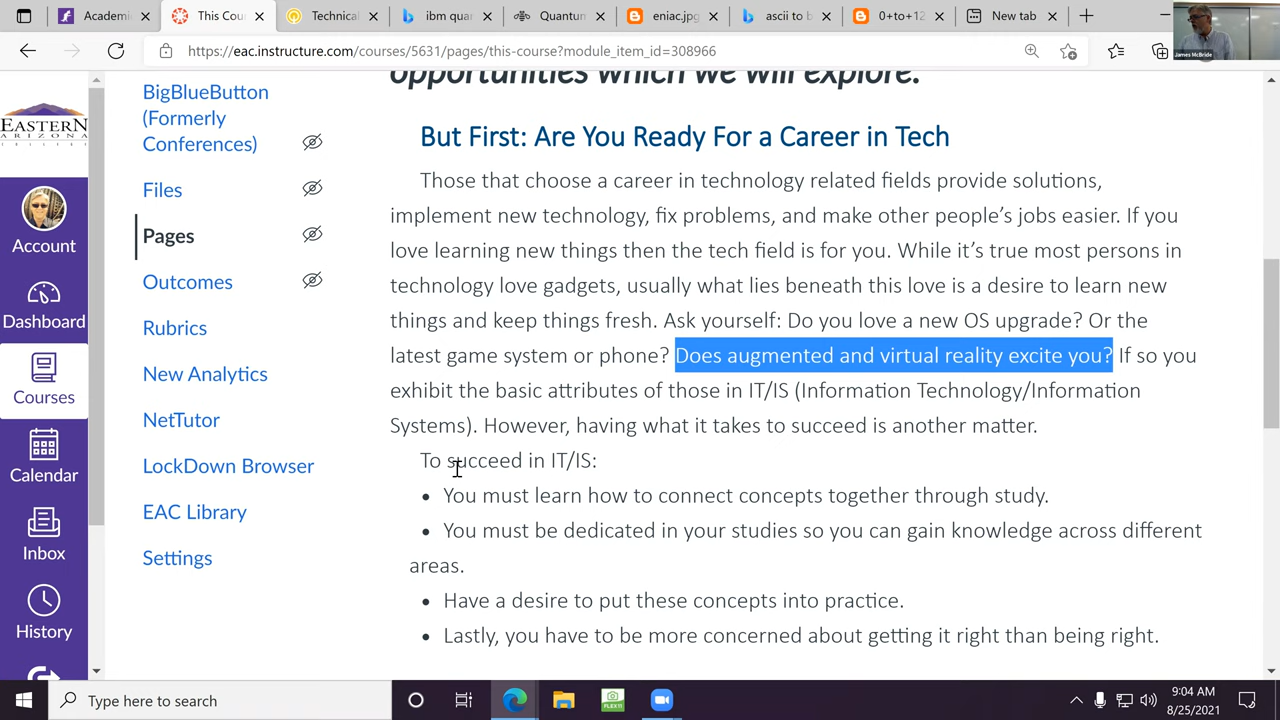 Academi
This Cou
Technical
ibm qua
Quantum
eniac.jpg
ascii to b
0+to+12
New tab
https://eac.instructure.com/courses/5631/pages/this-course?module_item_id=308966
James McBride
EASTERN
ARIZONA
Account
Dashboard
Courses
Calendar
Inbox
History
BigBlueButton
(Formerly
Conferences)
Files
Pages
Outcomes
Rubrics
New Analytics
NetTutor
LockDown Browser
EAC Library
Settings
opportunities which we will explore.
But First: Are You Ready For a Career in Tech
Those that choose a career in technology related fields provide solutions,
implement new technology, fix problems, and make other people’s jobs easier. If you
love learning new things then the tech field is for you. While it’s true most persons in
technology love gadgets, usually what lies beneath this love is a desire to learn new
things and keep things fresh. Ask yourself: Do you love a new OS upgrade? Or the
latest game system or phone? Does augmented and virtual reality excite you? If so you
exhibit the basic attributes of those in IT/IS (Information Technology/Information
Systems). However, having what it takes to succeed is another matter.
To succeed in IT/IS:
• You must learn how to connect concepts together through study.
• You must be dedicated in your studies so you can gain knowledge across different
areas.
• Have a desire to put these concepts into practice.
• Lastly, you have to be more concerned about getting it right than being right.
Type here to search
PLEX11
9:04 AM
8/25/2021